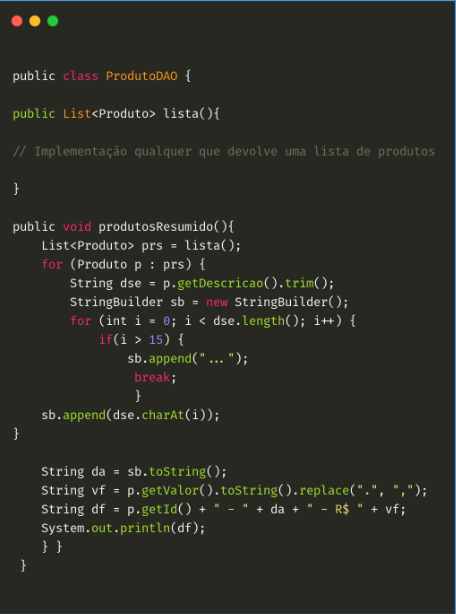 public class ProdutoDAO {
public List<Produto> lista(){
// Implementação qualquer que devolve uma lista de produtos
}
public void produtosResumido(){
List<Produto> prs = lista();
for (Produto p : prs) {
String dse = p.getDescricao().trim();
StringBuilder sb = new StringBuilder();
for (int i = 0; i < dse.length(); i++) {
if(i > 15) {
sb.append("...");
break;
}
sb.append(dse.charAt(i));
}
String da = sb.toString();
String vf = p.getValor().toString().replace(".", ",");
String df = p.getId() + " - " + da + " - R$ " + vf;
System.out.println(df);
} }
}